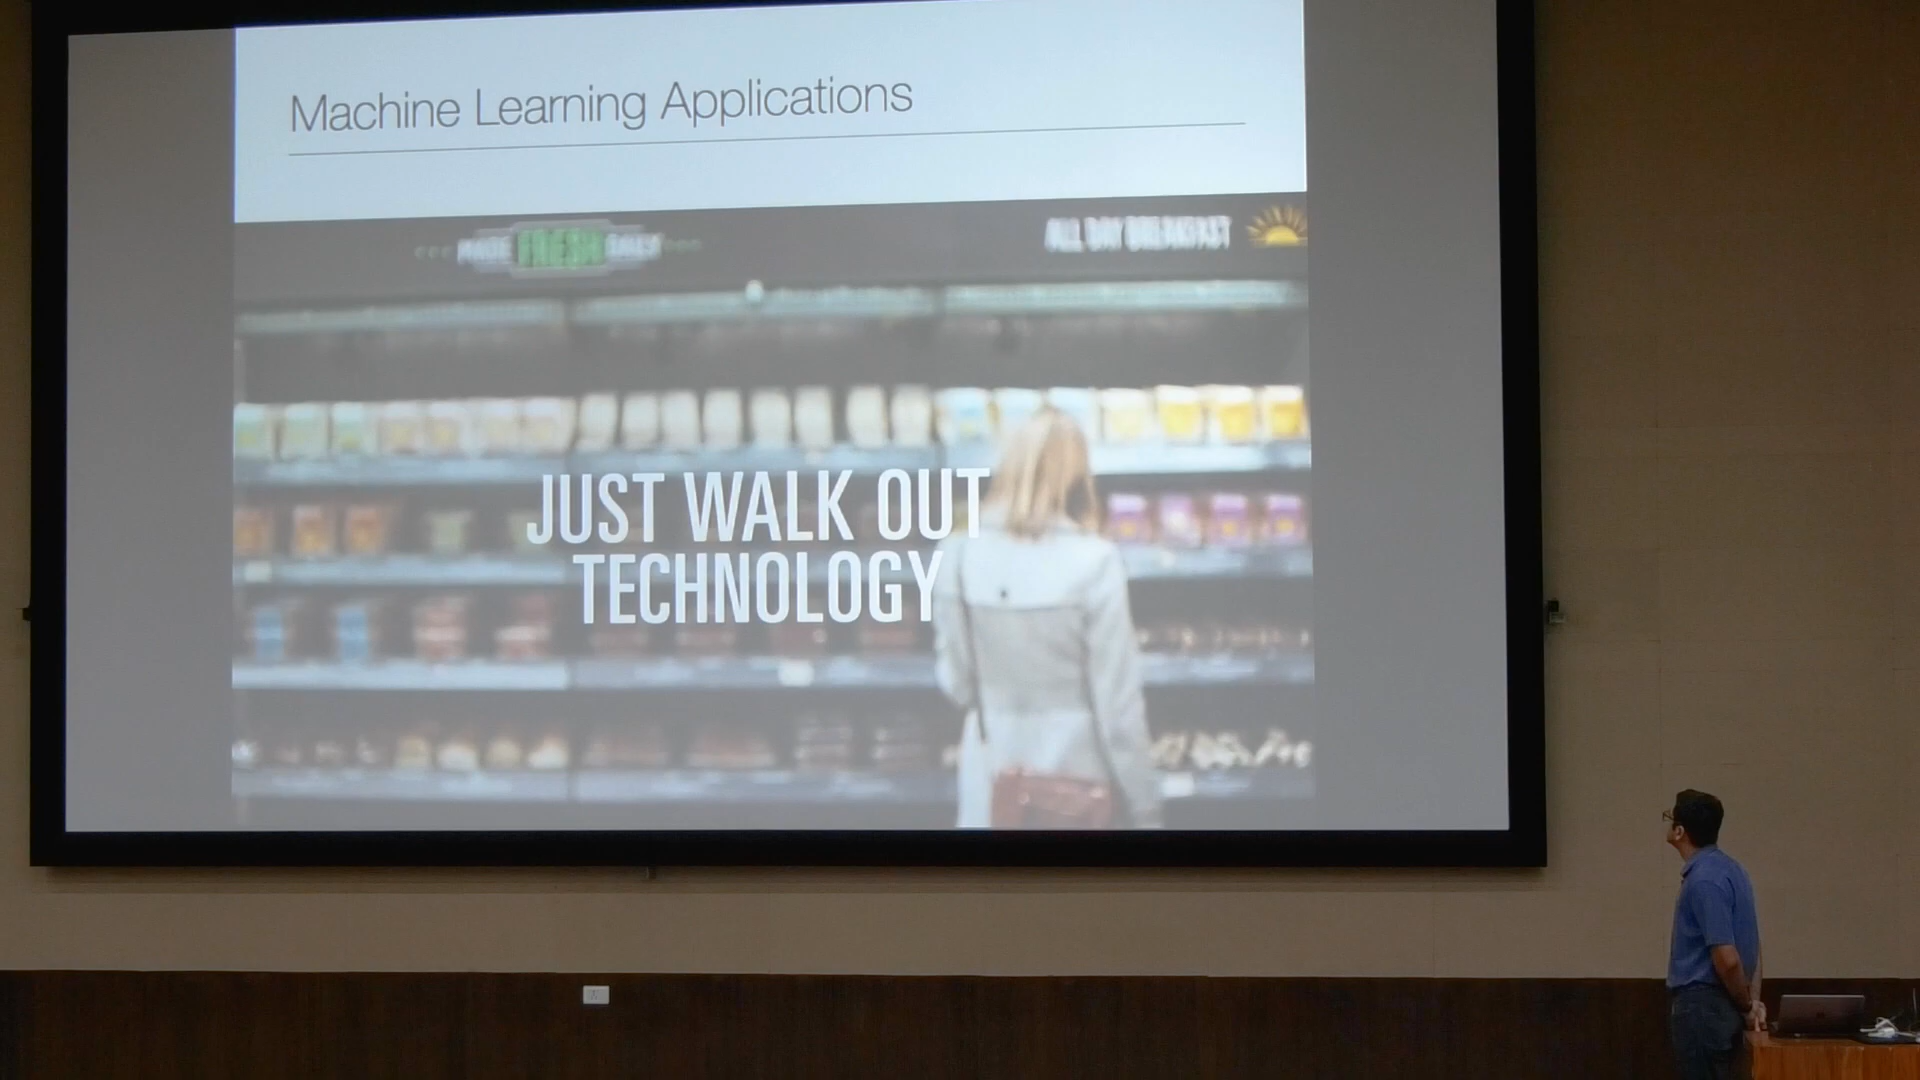 Machine Learning Applications
MADE FRESH DAILY
ALL DAY BREAKFAST
JUST WALK OUT
TECHNOLOGY